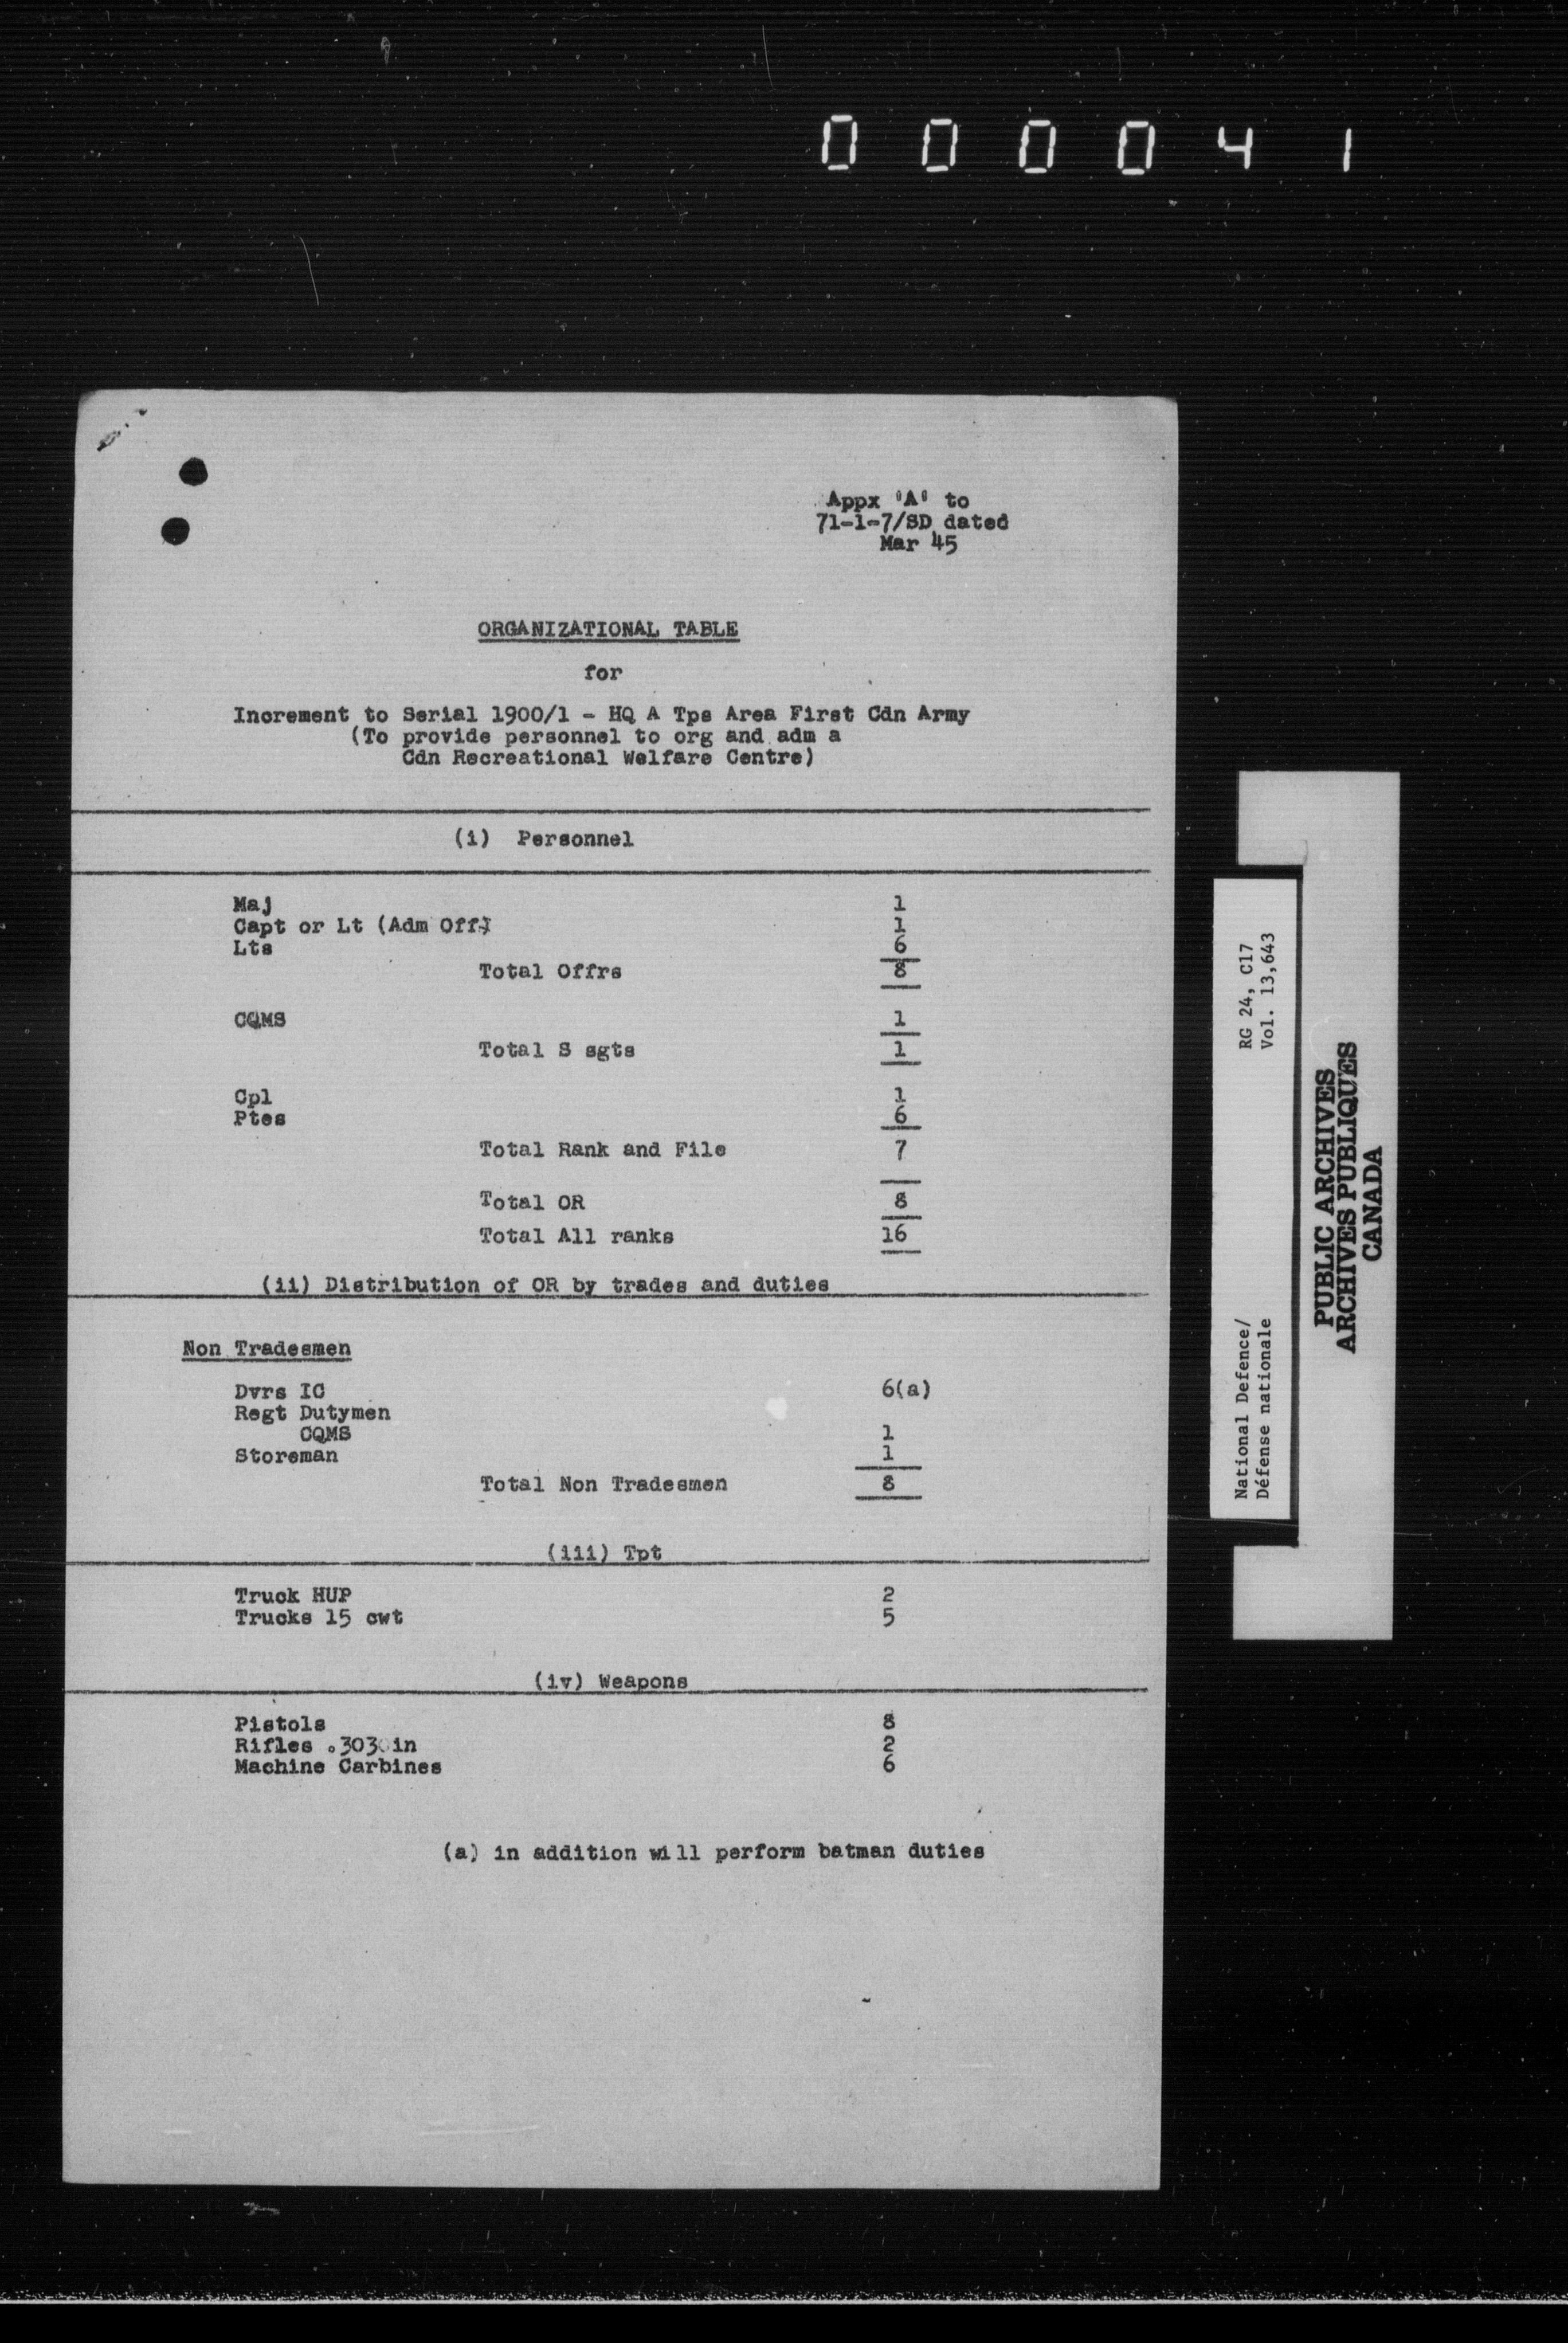 000041
Appx 'A' to
71-1-7/SD dated
Mar 45
ORGANIZATIONAL TABLE
for
Increment to Serial 1900/1 - HQ A Tps Area First Cdn Army
(To provide personnel to org and adm a
Cdn Recreational Welfare Centre)
(i) Personnel
Maj 1
Capt or Lt (Adm Off) 1
Lts 6
Total Offrs 8
CQMS 1
Total S sgts 1
Cpl 1
Ptes 6
Total Rank and File 7
Total OR 8
Total All ranks 16
(ii) Distribution of OR by trades and duties
Non Tradesmen
Dvrs IC 6(a)
Regt Dutymen
CQMS 1
Storeman 1
Total Non Tradesmen 8
(iii) Tpt
Truck HUP 2
Trucks 15 cwt 5
(iv) Weapons
Pistols 8
Rifles .303 in 2
Machine Carbines 6
(a) in addition will perform batman duties
National Defence/ RG 24, C17
Défense nationale Vol. 13,643
PUBLIC ARCHIVES
ARCHIVES PUBLIQUES
CANADA